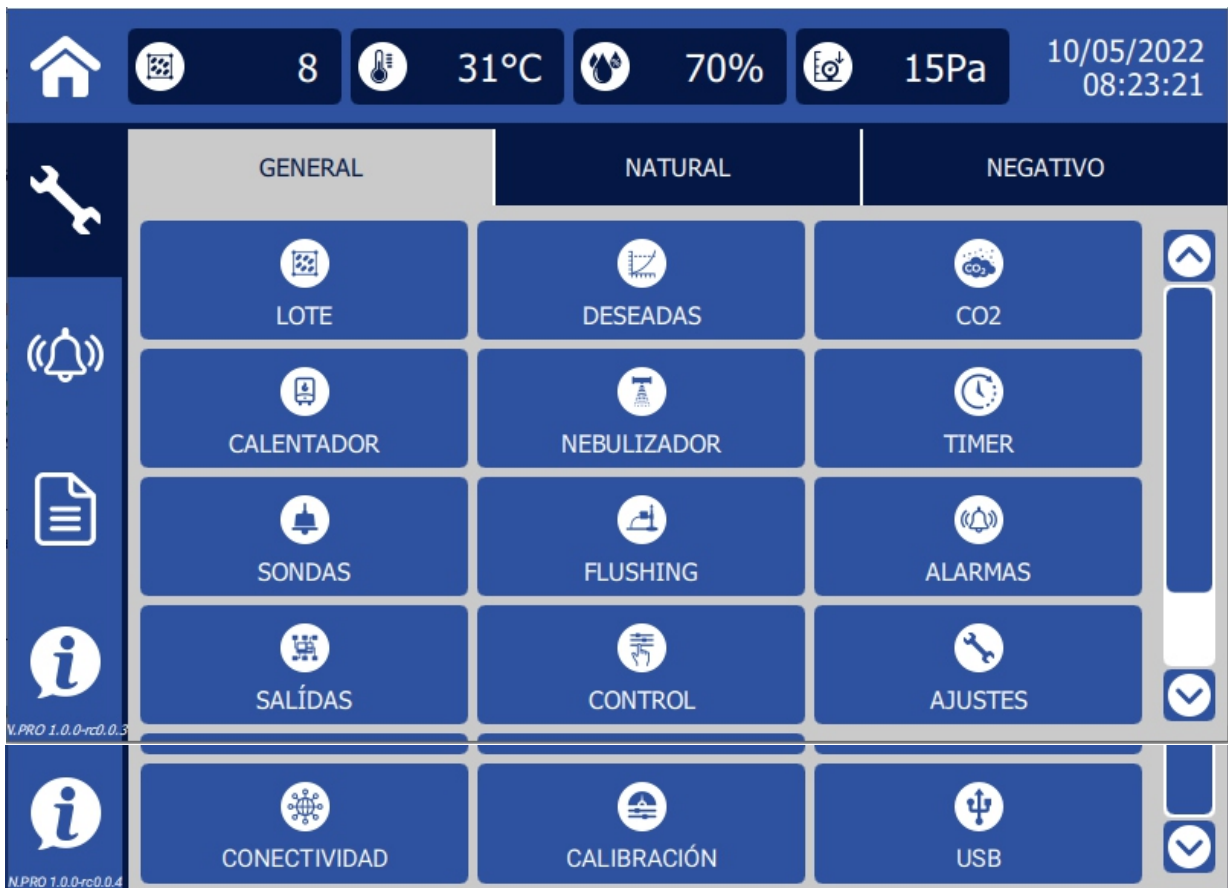 8
31°C
70%
15Pa
10/05/2022
08:23:21
GENERAL
NATURAL
NEGATIVO
LOTE
DESEADAS
CO2
CO2
CALENTADOR
NEBULIZADOR
TIMER
SONDAS
FLUSHING
ALARMAS
SALÍDAS
CONTROL
AJUSTES
N.PRO 1.0.0-rc0.0.3
CONECTIVIDAD
CALIBRACIÓN
USB
N.PRO 1.0.0-rc0.0.4